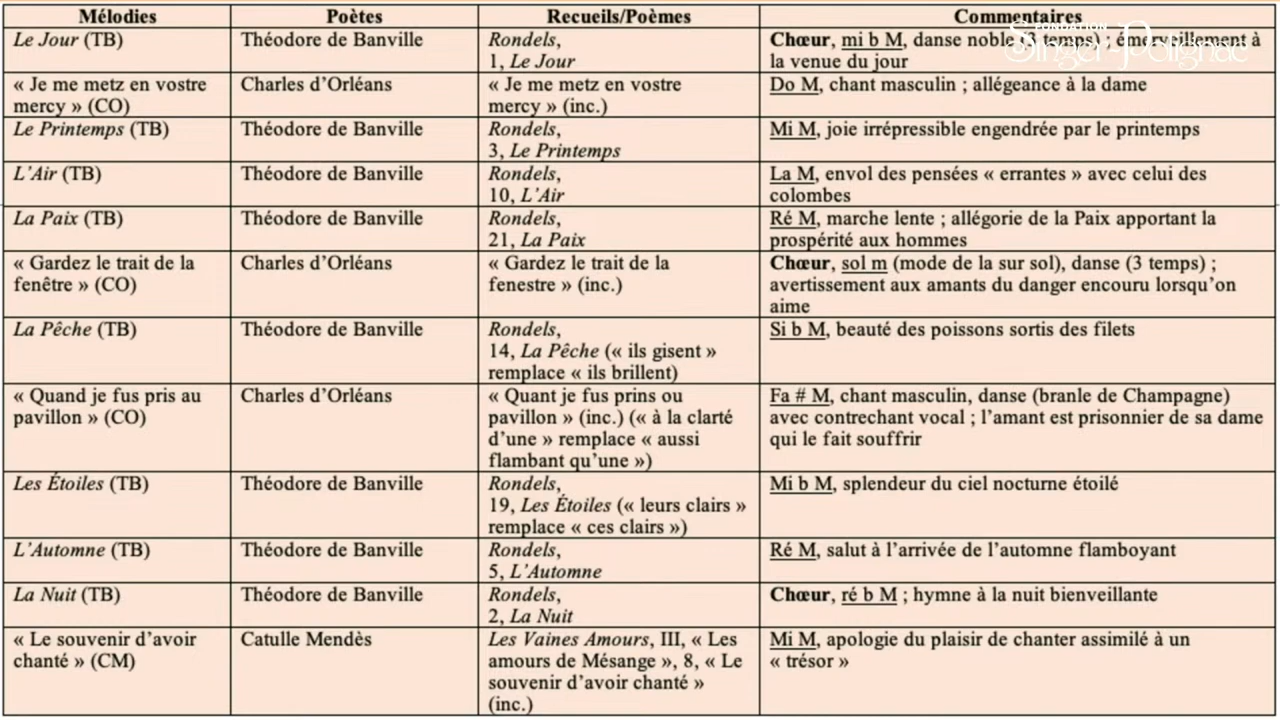 FONDATION
Singer-Polignac
Mélodies Poètes Recueils/Poèmes Commentaires
Le Jour (TB) Théodore de Banville Rondels, Chœur, mi b M, danse noble (3 temps) ; émerveillement à
1, Le Jour la venue du jour
« Je me metz en vostre Charles d’Orléans « Je me metz en vostre Do M, chant masculin ; allégeance à la dame
mercy » (CO) mercy » (inc.)
Le Printemps (TB) Théodore de Banville Rondels, Mi M, joie irrépressible engendrée par le printemps
3, Le Printemps
L’Air (TB) Théodore de Banville Rondels, La M, envol des pensées « errantes » avec celui des
10, L’Air colombes
La Paix (TB) Théodore de Banville Rondels, Ré M, marche lente ; allégorie de la Paix apportant la
21, La Paix prospérité aux hommes
« Gardez le trait de la Charles d’Orléans « Gardez le trait de la Chœur, sol m (mode de la sur sol), danse (3 temps) ;
fenêtre » (CO) fenestre » (inc.) avertissement aux amants du danger encouru lorsqu’on
aime
La Pêche (TB) Théodore de Banville Rondels, Si b M, beauté des poissons sortis des filets
14, La Pêche (« ils gisent »
remplace « ils brillent)
« Quand je fus pris au Charles d’Orléans « Quant je fus prins ou Fa # M, chant masculin, danse (branle de Champagne)
pavillon » (CO) pavillon » (inc.) (« à la clarté avec contrechant vocal ; l’amant est prisonnier de sa dame
d’une » remplace « aussi qui le fait souffrir
flambant qu’une »)
Les Étoiles (TB) Théodore de Banville Rondels, Mi b M, splendeur du ciel nocturne étoilé
19, Les Étoiles (« leurs clairs »
remplace « ces clairs »)
L’Automne (TB) Théodore de Banville Rondels, Ré M, salut à l’arrivée de l’automne flamboyant
5, L’Automne
La Nuit (TB) Théodore de Banville Rondels, Chœur, ré b M ; hymne à la nuit bienveillante
2, La Nuit
« Le souvenir d’avoir Catulle Mendès Les Vaines Amours, III, « Les Mi M, apologie du plaisir de chanter assimilé à un
chanté » (CM) amours de Mésange », 8, « Le « trésor »
souvenir d’avoir chanté »
(inc.)